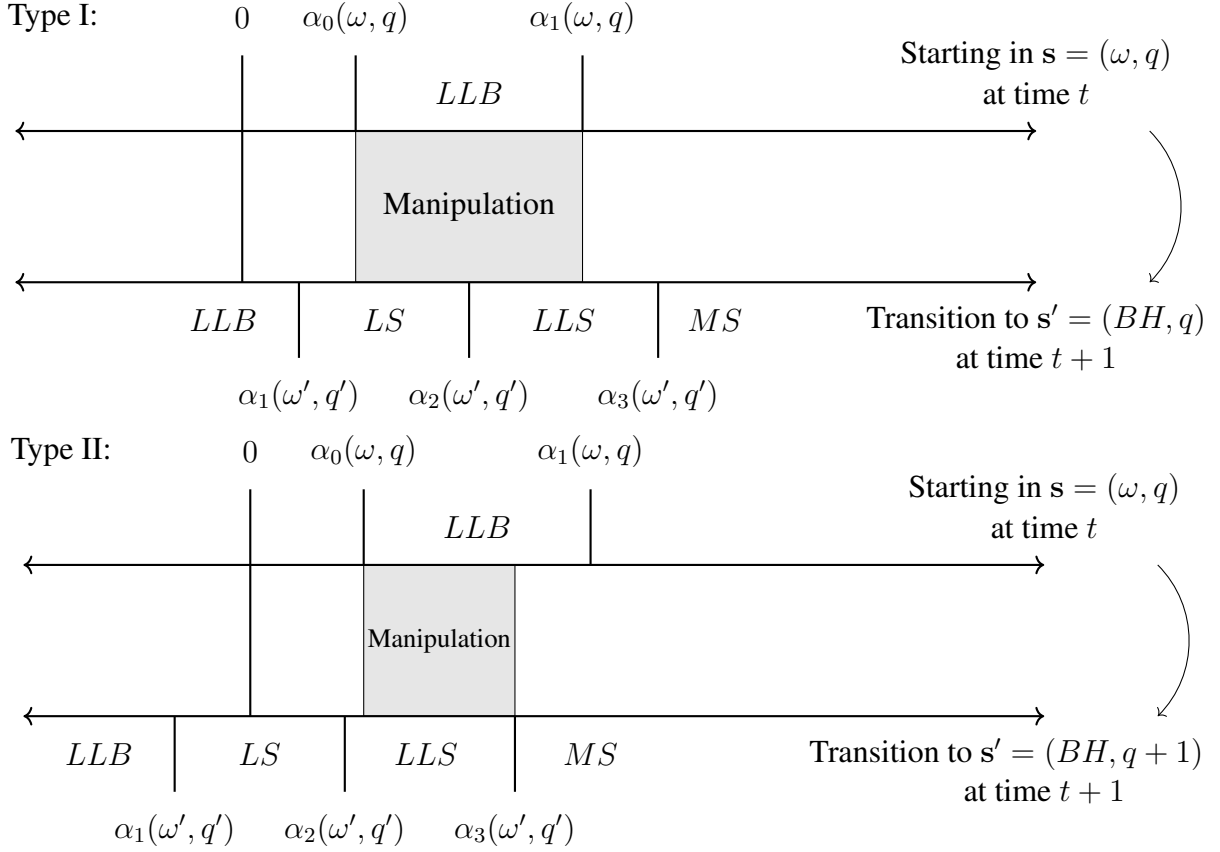 Type I: 0 α₀(ω, q) α₁(ω, q)
Starting in s = (ω, q)
at time t
LLB
Manipulation
LLB LS LLS MS
Transition to s′ = (BH, q)
at time t + 1
α₁(ω′, q′) α₂(ω′, q′) α₃(ω′, q′)
Type II: 0 α₀(ω, q) α₁(ω, q)
Starting in s = (ω, q)
at time t
LLB
Manipulation
LLB LS LLS MS
Transition to s′ = (BH, q + 1)
at time t + 1
α₁(ω′, q′) α₂(ω′, q′) α₃(ω′, q′)